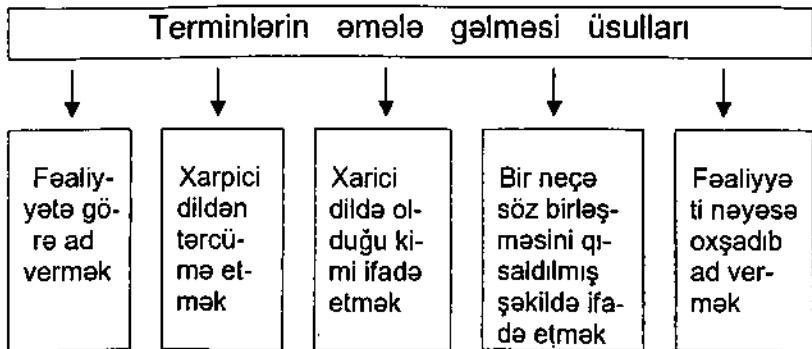 Terminlərin əmələ gəlməsi üsulları
Fəaliy-
yətə gö-
rə ad
vermək
Xarpici
dildən
tərcü-
mə et-
mək
Xarici
dildə ol-
duğu ki-
mi ifadə
etmək
Bir neçə
söz birləş-
məsini qı-
saldılmış
şəkildə ifa-
də etmək
Fəaliyyə
ti nəyəsə
oxşadıb
ad ver-
mək